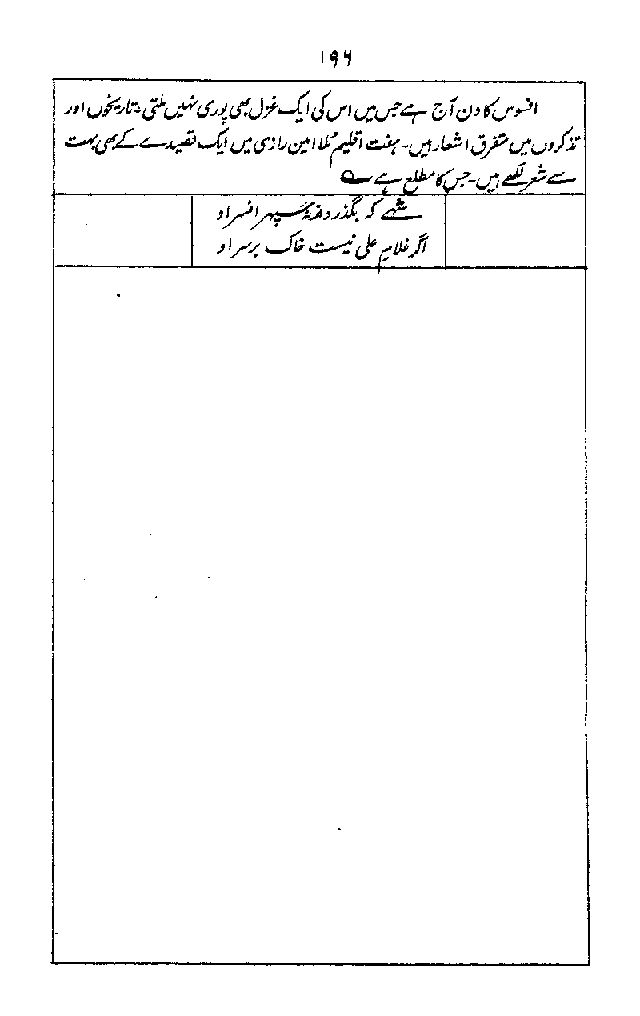 ۱۹۶
افسوس کا دن آج ہے جس میں اس کی ایک غزل بھی پوری نہیں ملتی۔ تاریخوں اور
تذکروں میں متفرق اشعار ہیں۔ ہفت اقلیم ملا امین رازی میں ایک قصیدے کے بھی بہت
سے شعر لکھے ہیں۔ جس کا مطلع ہے ؎
شہے کہ بگذرد از نہ سپہر افسر او
اگر غلام علی نیست خاک بر سر او